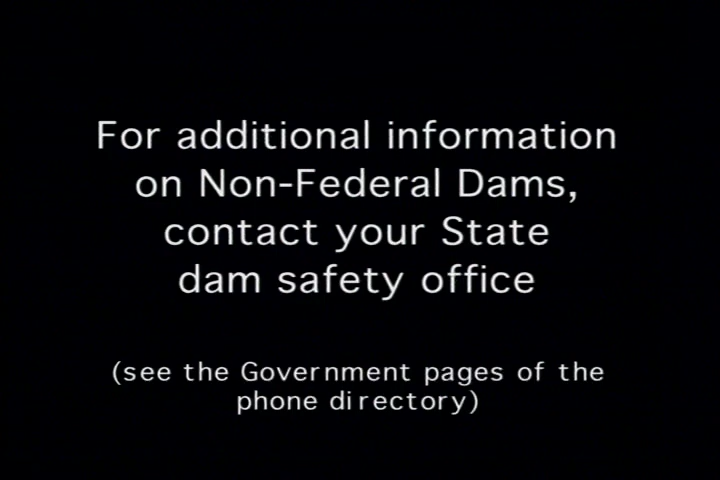 For additional information
on Non-Federal Dams,
contact your State
dam safety office
(see the Government pages of the
phone directory)